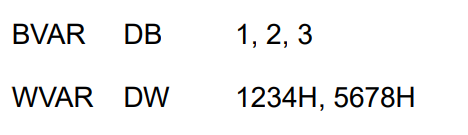 BVAR DB 1, 2, 3
WVAR DW 1234H, 5678H